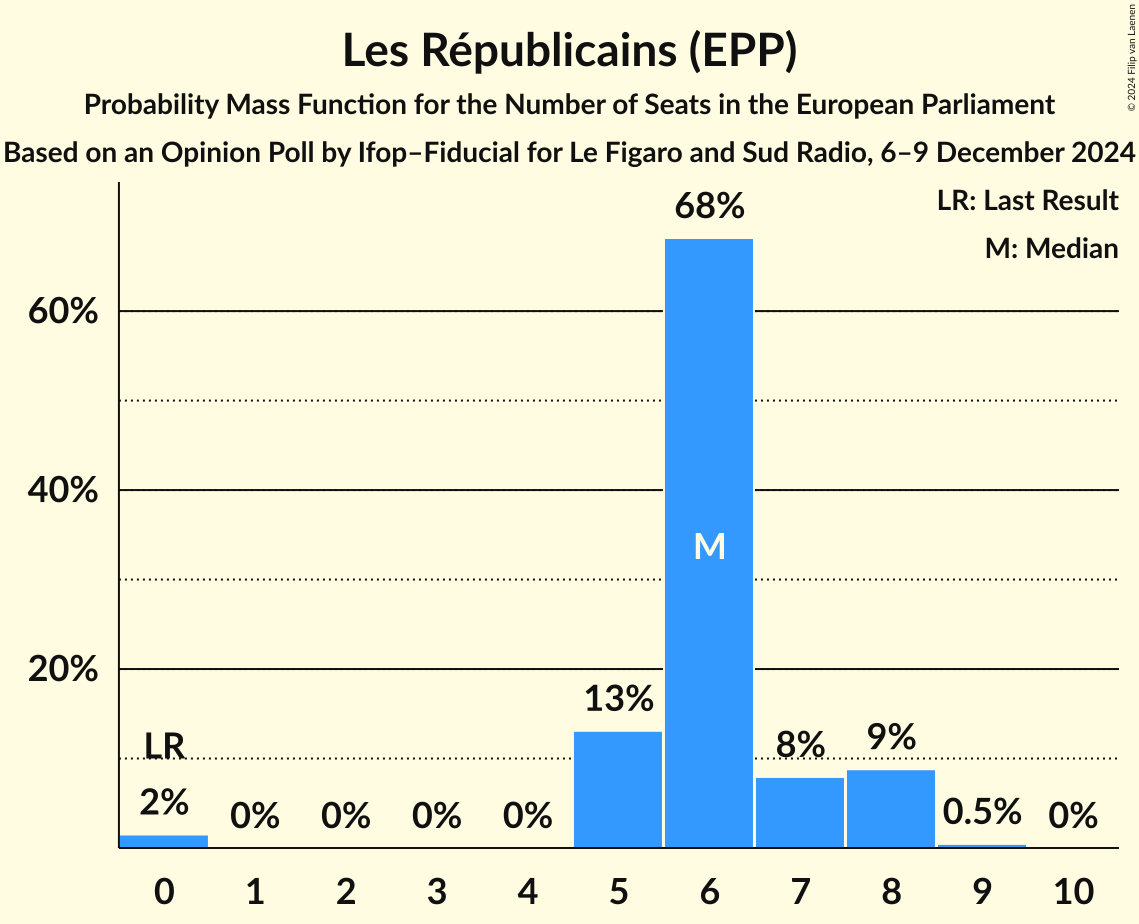 Les Républicains (EPP)
Probability Mass Function for the Number of Seats in the European Parliament
Based on an Opinion Poll by Ifop–Fiducial for Le Figaro and Sud Radio, 6–9 December 2024
© 2024 Filip van Laenen
LR: Last Result
M: Median
68%
60%
40%
M
20%
13%
LR
8%
9%
2%
0%
0%
0%
0%
0.5%
0%
0 1 2 3 4 5 6 7 8 9 10